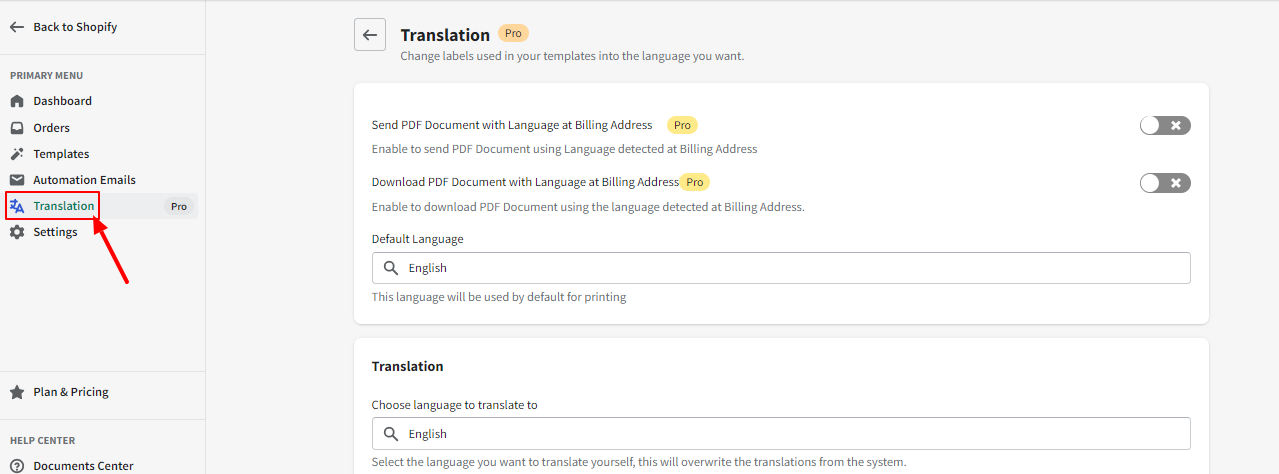 Back to Shopify
PRIMARY MENU
Dashboard
Orders
Templates
Automation Emails
Translation Pro
Settings
Plan & Pricing
HELP CENTER
Documents Center
Translation Pro
Change labels used in your templates into the language you want.
Send PDF Document with Language at Billing Address Pro
Enable to send PDF Document using Language detected at Billing Address
Download PDF Document with Language at Billing Address Pro
Enable to download PDF Document using the language detected at Billing Address.
Default Language
English
This language will be used by default for printing
Translation
Choose language to translate to
English
Select the language you want to translate yourself, this will overwrite the translations from the system.